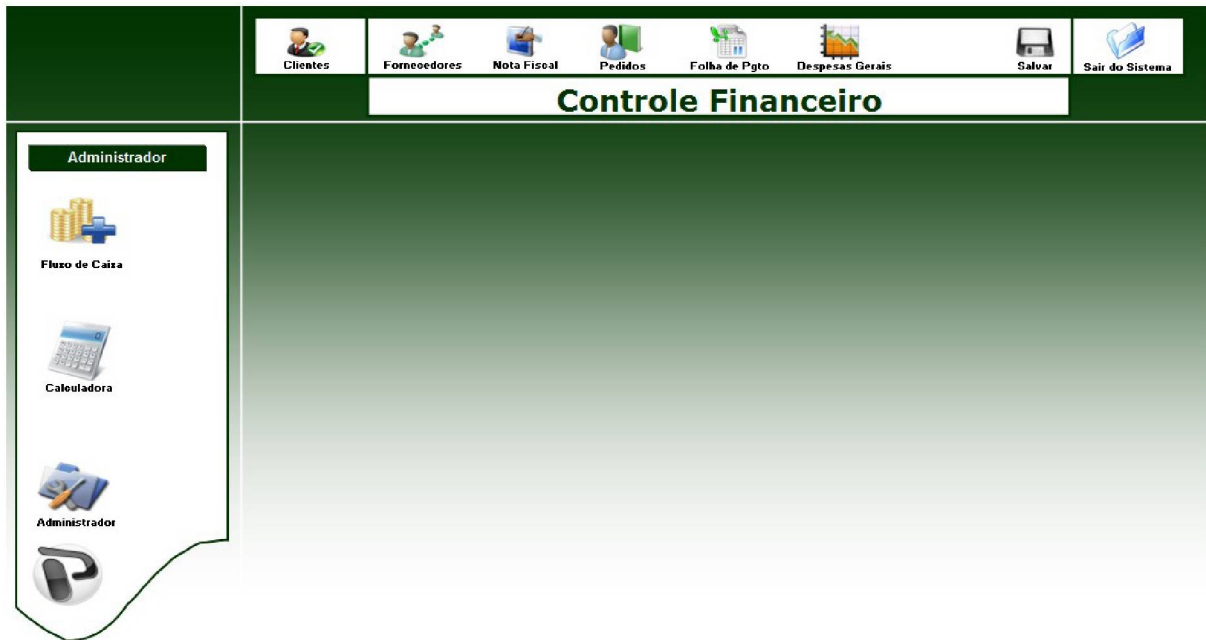 Clientes
Fornecedores
Nota Fiscal
Pedidos
Folha de Pgto
Despesas Gerais
Salvar
Sair do Sistema
Controle Financeiro
Administrador
Fluxo de Caixa
0
Calculadora
Administrador